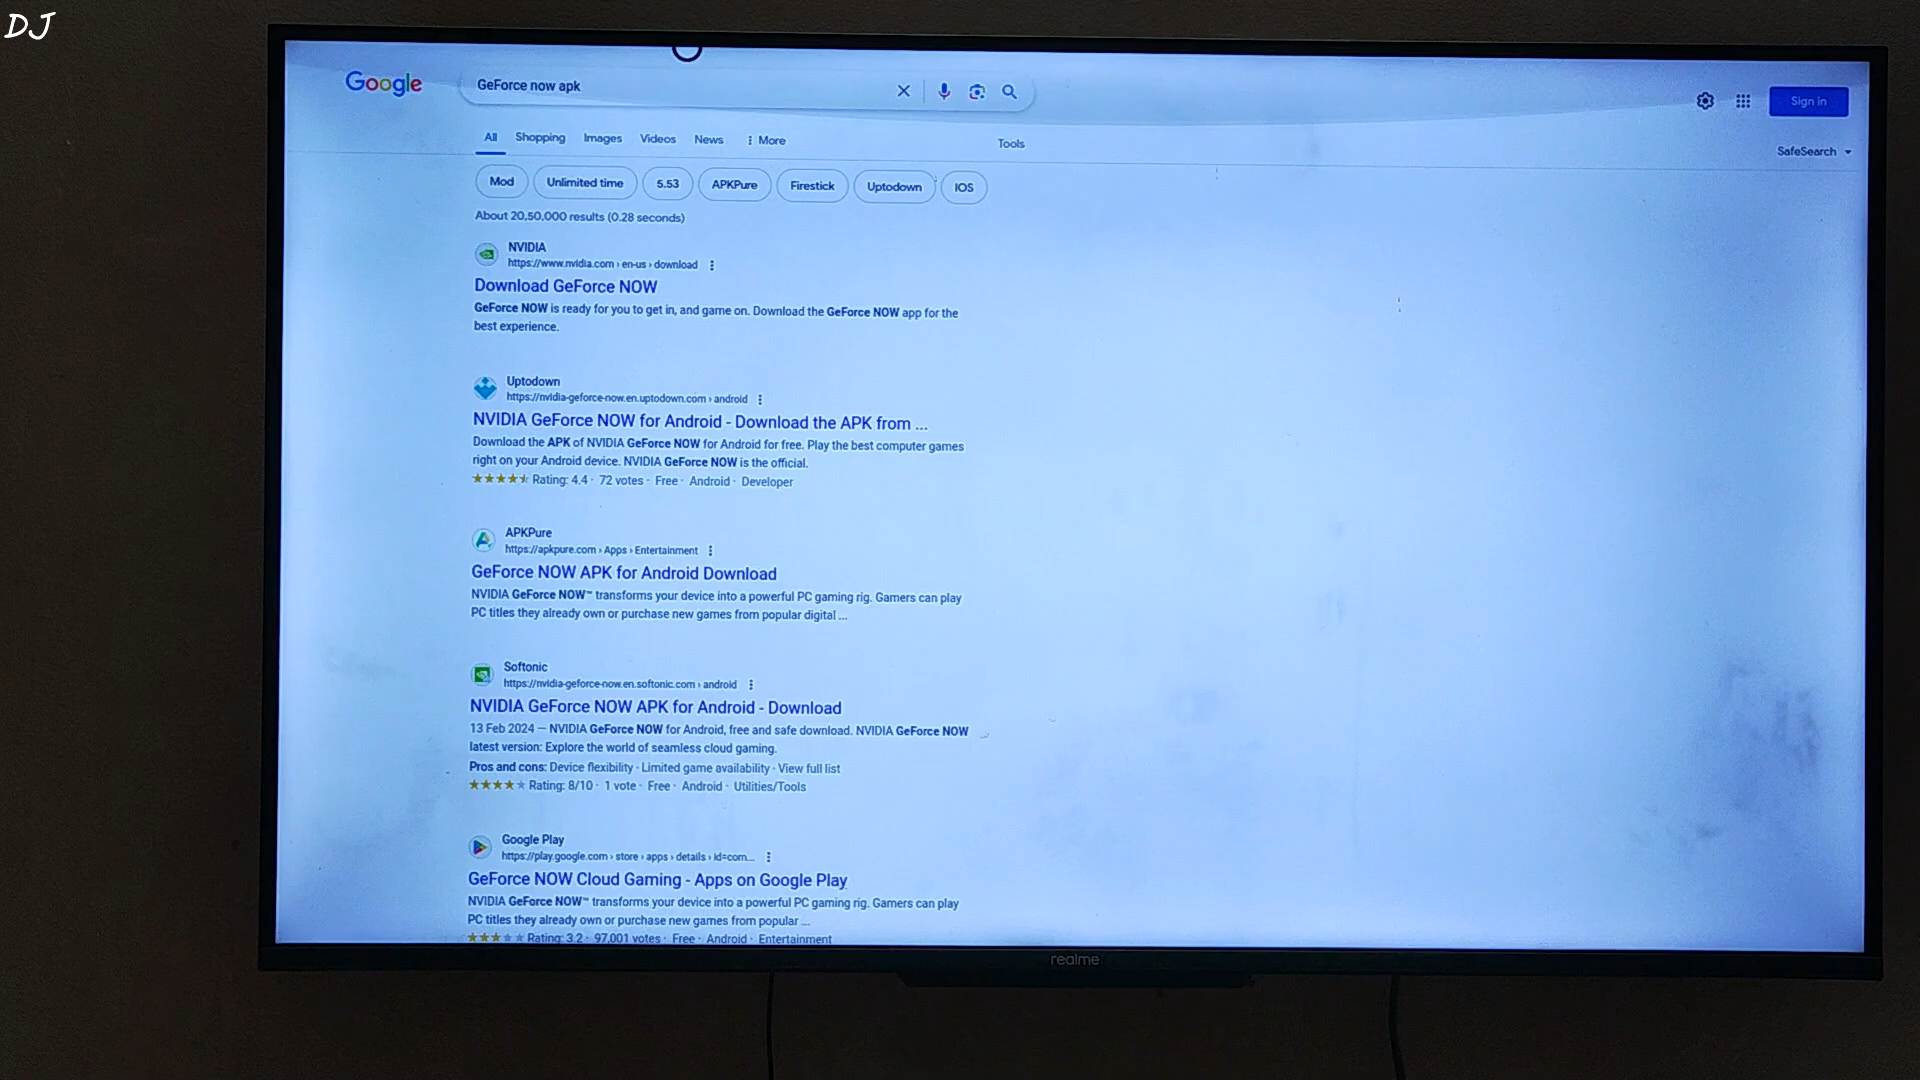 DJ
Google
GeForce now apk
Sign in
All Shopping Images Videos News More Tools
SafeSearch
Mod Unlimited time 5.53 APKPure Firestick Uptodown IOS
About 20,50,000 results (0.28 seconds)
NVIDIA
https://www.nvidia.com › en-us › download
Download GeForce NOW
GeForce NOW is ready for you to get in, and game on. Download the GeForce NOW app for the
best experience.
Uptodown
https://nvidia-geforce-now.en.uptodown.com › android
NVIDIA GeForce NOW for Android - Download the APK from ...
Download the APK of NVIDIA GeForce NOW for Android for free. Play the best computer games
right on your Android device. NVIDIA GeForce NOW is the official.
Rating: 4.4 · 72 votes · Free · Android · Developer
APKPure
https://apkpure.com › Apps › Entertainment
GeForce NOW APK for Android Download
NVIDIA GeForce NOW™ transforms your device into a powerful PC gaming rig. Gamers can play
PC titles they already own or purchase new games from popular digital ...
Softonic
https://nvidia-geforce-now.en.softonic.com › android
NVIDIA GeForce NOW APK for Android - Download
13 Feb 2024 — NVIDIA GeForce NOW for Android, free and safe download. NVIDIA GeForce NOW
latest version: Explore the world of seamless cloud gaming.
Pros and cons: Device flexibility · Limited game availability · View full list
Rating: 8/10 · 1 vote · Free · Android · Utilities/Tools
Google Play
https://play.google.com › store › apps › details › id=com...
GeForce NOW Cloud Gaming - Apps on Google Play
NVIDIA GeForce NOW™ transforms your device into a powerful PC gaming rig. Gamers can play
PC titles they already own or purchase new games from popular ...
Rating: 3.2 · 97,001 votes · Free · Android · Entertainment
realme